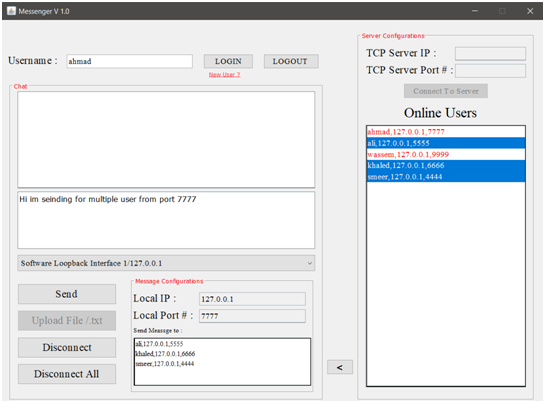 Messenger V 1.0
Username :
ahmad
LOGIN
LOGOUT
New User ?
Chat
Hi im seinding for multiple user from port 7777
Software Loopback Interface 1/127.0.0.1
Send
Upload File /.txt
Disconnect
Disconnect All
Message Configurations
Local IP :
127.0.0.1
Local Port # :
7777
Send Meaasge to :
ali,127.0.0.1,5555
khaled,127.0.0.1,6666
smeer,127.0.0.1,4444
<
Server Configurations
TCP Server IP :
TCP Server Port # :
Connect To Server
Online Users
ahmad,127.0.0.1,7777
ali,127.0.0.1,5555
wassem,127.0.0.1,9999
khaled,127.0.0.1,6666
smeer,127.0.0.1,4444